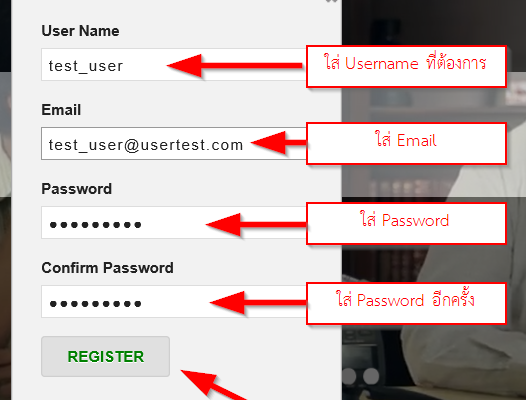 User Name
test_user
ใส่ Username ที่ต้องการ
Email
test_user@usertest.com
ใส่ Email
Password
●●●●●●●●●
ใส่ Password
Confirm Password
●●●●●●●●●
ใส่ Password อีกครั้ง
REGISTER